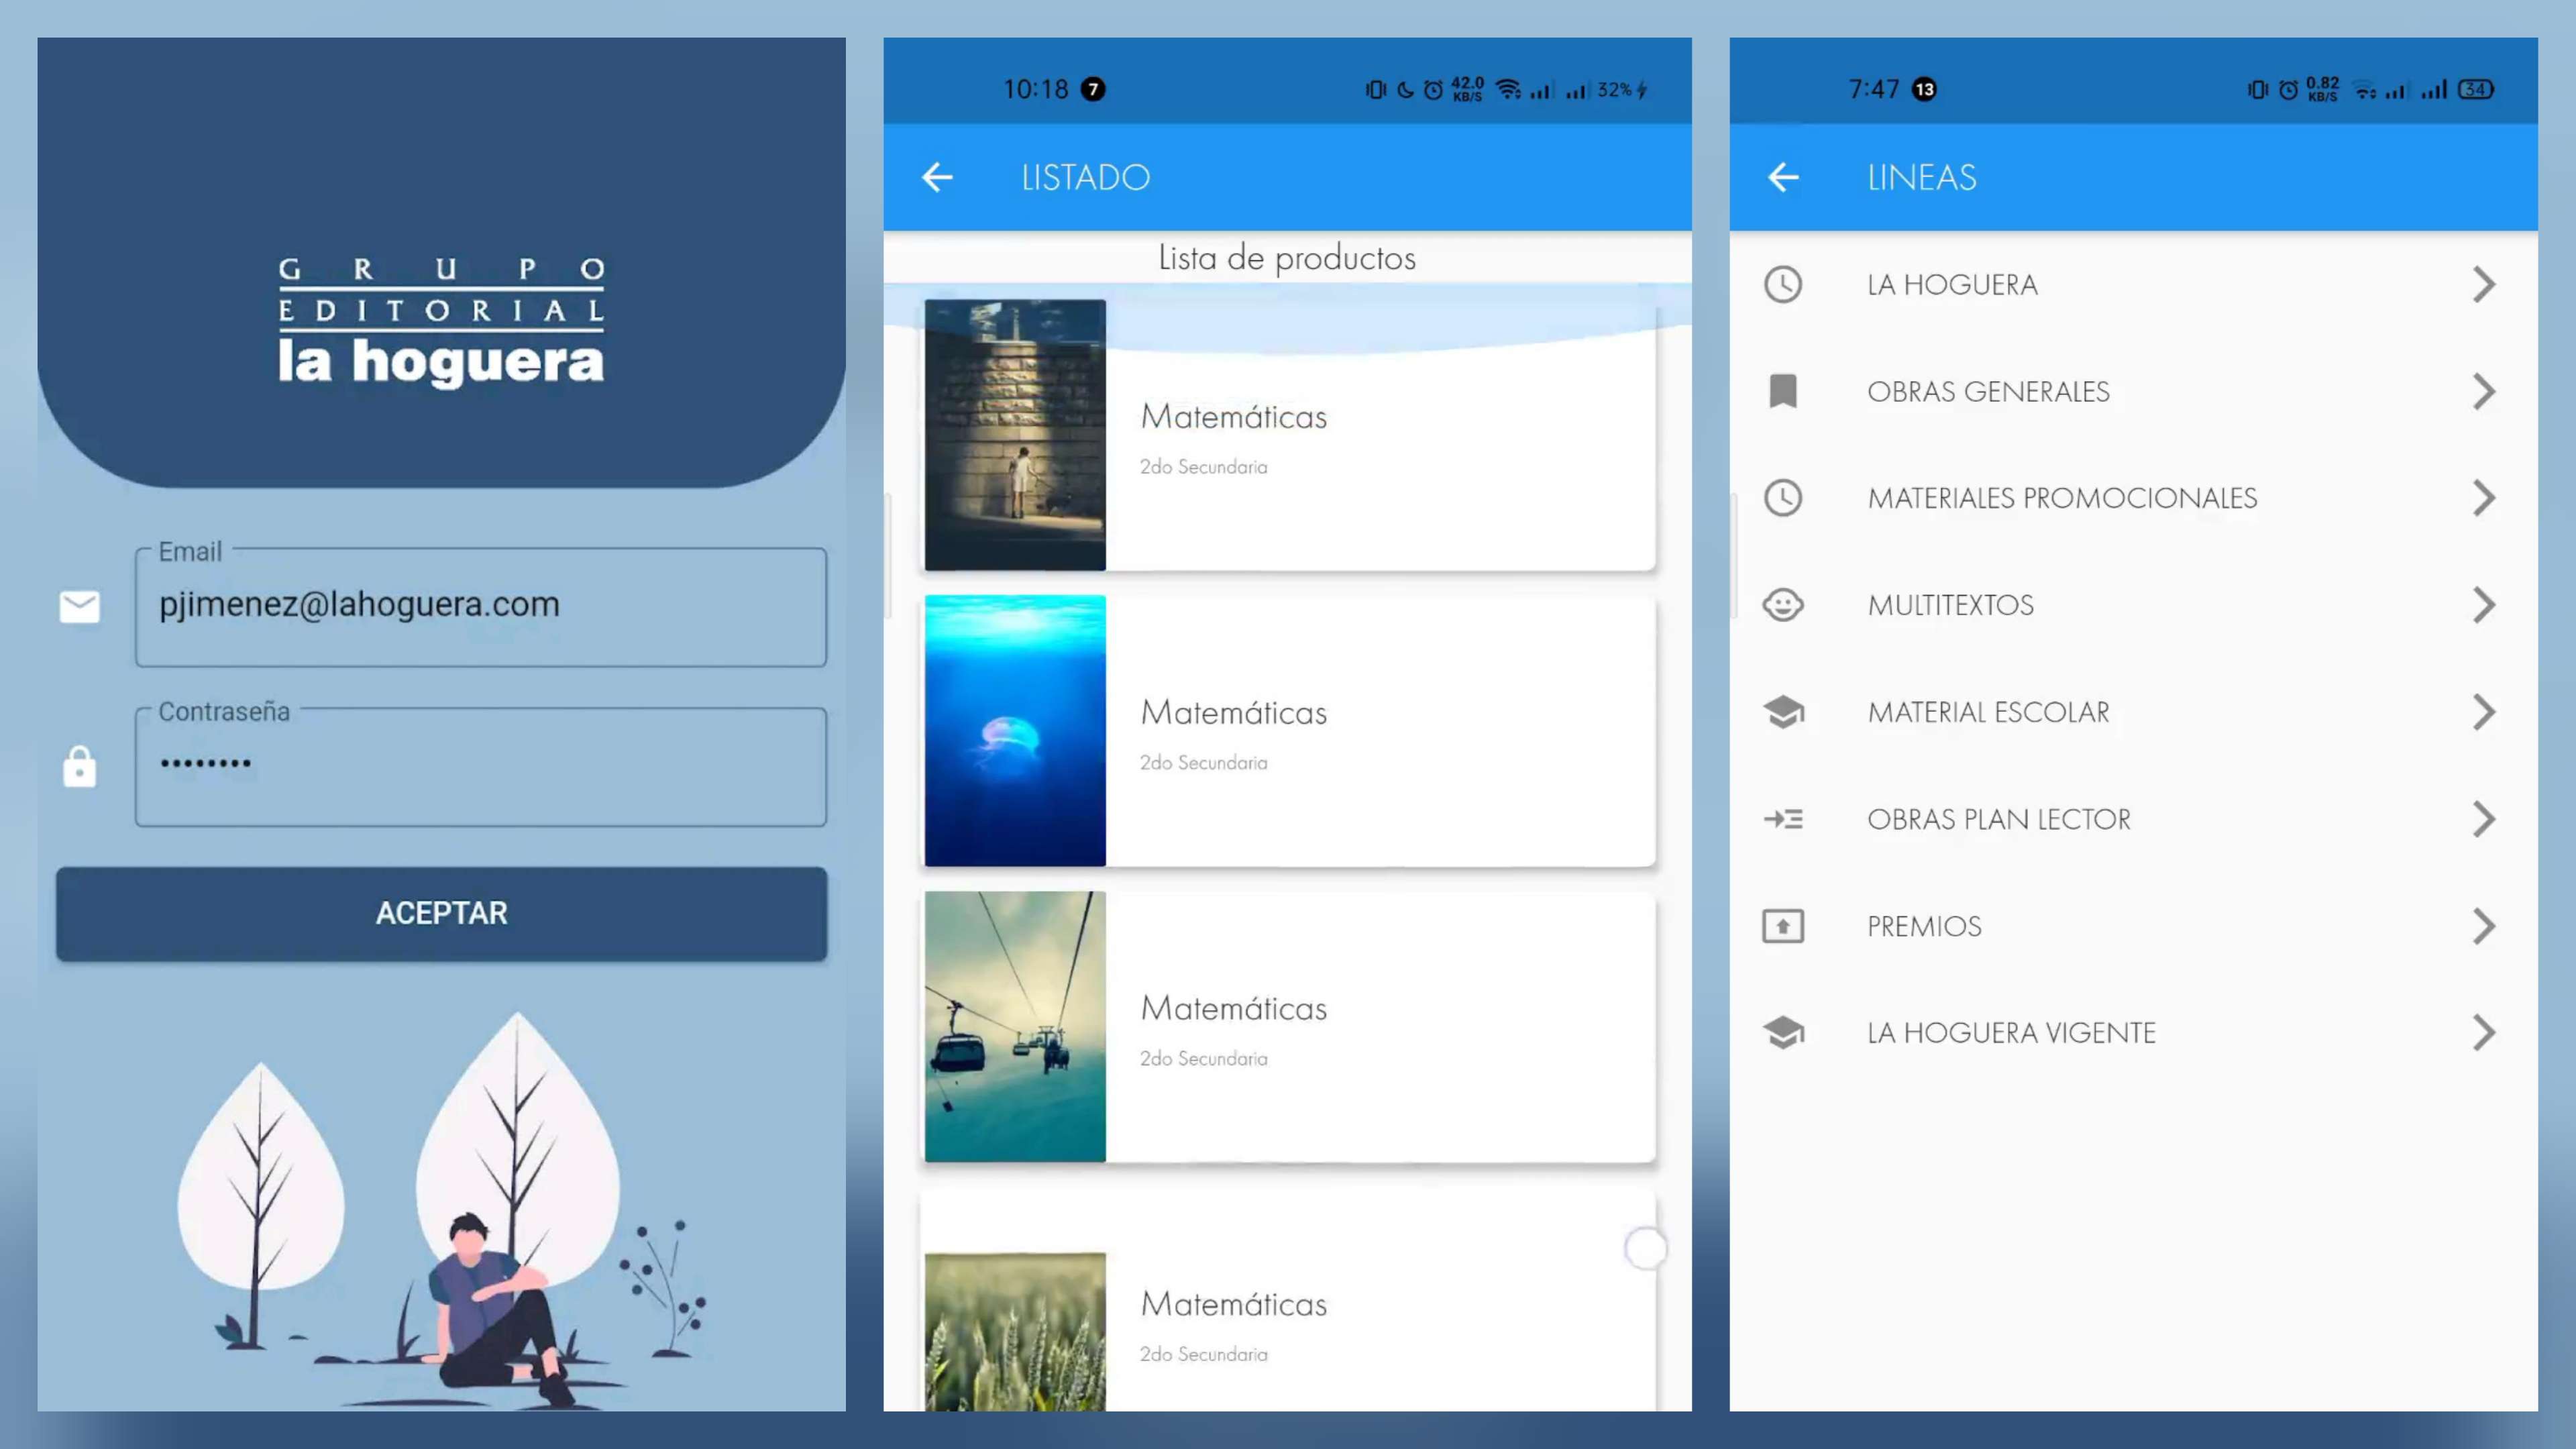 GRUPO
EDITORIAL
la hoguera
Email
pjimenez@lahoguera.com
Contraseña
••••••••
ACEPTAR
10:18 7 42.0 KB/S 32%
LISTADO
Lista de productos
Matemáticas
2do Secundaria
Matemáticas
2do Secundaria
Matemáticas
2do Secundaria
Matemáticas
2do Secundaria
7:47 13 0.82 KB/S 34
LINEAS
LA HOGUERA
OBRAS GENERALES
MATERIALES PROMOCIONALES
MULTITEXTOS
MATERIAL ESCOLAR
OBRAS PLAN LECTOR
PREMIOS
LA HOGUERA VIGENTE